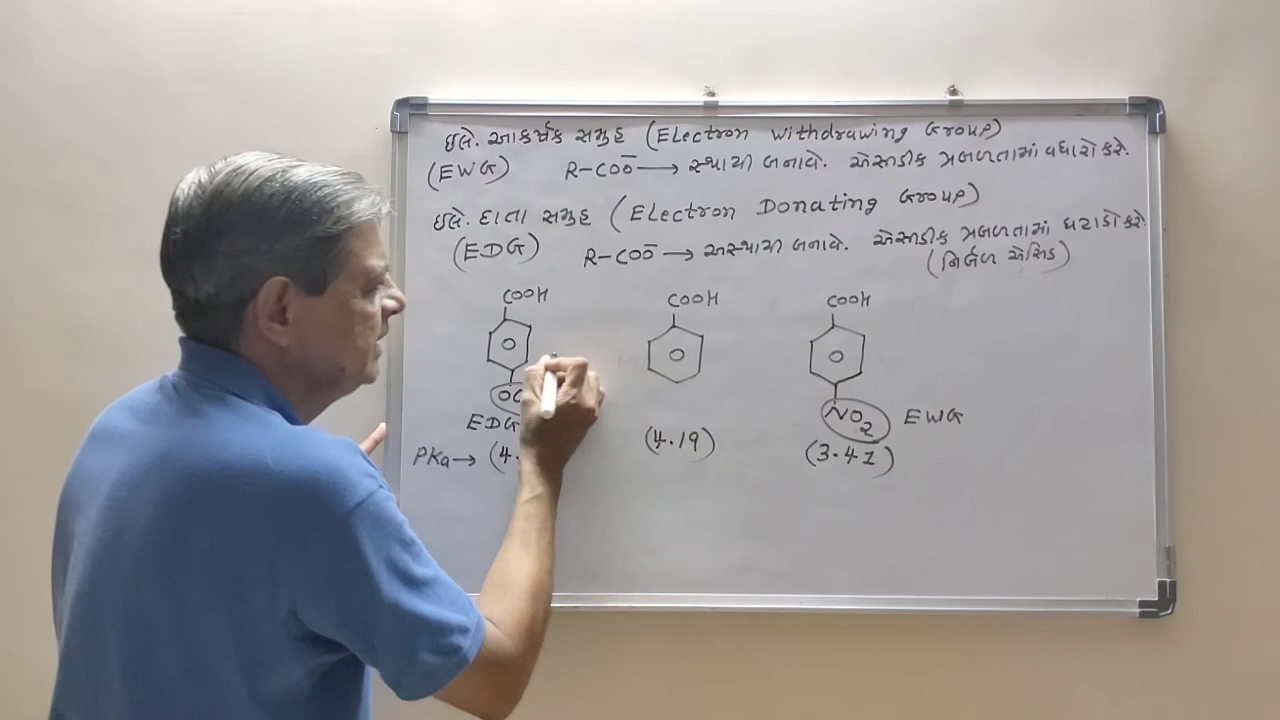 ઇલે. આકર્ષક સમુહ (Electron Withdrawing Group)
(EWG) R-COO⁻ → સ્થાયી બનાવે. એસીડીક પ્રબળતામાં વધારો કરે.
ઇલે. દાતા સમુહ (Electron Donating Group)
(EDG) R-COO⁻ → અસ્થાયી બનાવે. એસીડીક પ્રબળતામાં ઘટાડો કરે.
(નિર્બળ એસિડ)
COOH COOH COOH
NO₂ EWG
EDG
PKa → (4. (4.19) (3.41)